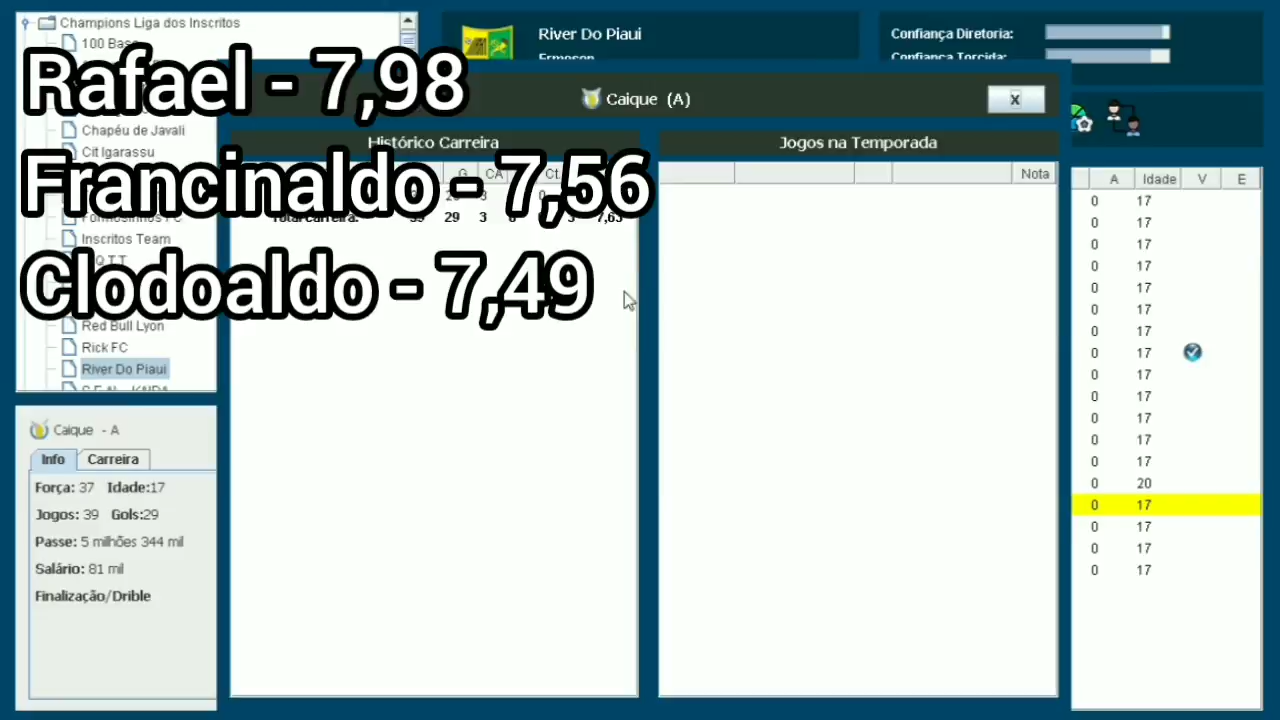 Champions Liga dos Inscritos
100 Base
Rafael - 7,98
Chapéu de Javali
Cit Igarassu
Francinaldo - 7,56
Inscritos Team
Clodoaldo - 7,49
Red Bull Lyon
Rick FC
River Do Piaui
River Do Piaui
Ermeson
Confiança Diretoria:
Confiança Torcida:
Caique (A)
x
Histórico Carreira
G CA Ct.
Total carreira: 39 29 3 3 7,63
Jogos na Temporada
Nota
A Idade V E
0 17
0 17
0 17
0 17
0 17
0 17
0 17
0 17
0 17
0 17
0 17
0 17
0 17
0 20
0 17
0 17
0 17
0 17
Caique - A
Info Carreira
Força: 37 Idade:17
Jogos: 39 Gols:29
Passe: 5 milhões 344 mil
Salário: 81 mil
Finalização/Drible